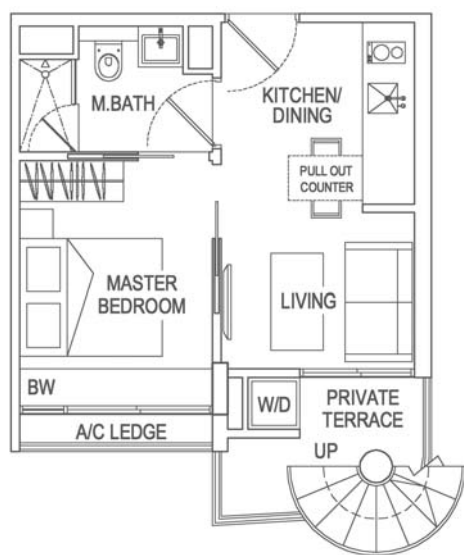 M.BATH
KITCHEN/
DINING
PULL OUT
COUNTER
MASTER
BEDROOM
LIVING
BW
W/D
PRIVATE
TERRACE
A/C LEDGE
UP